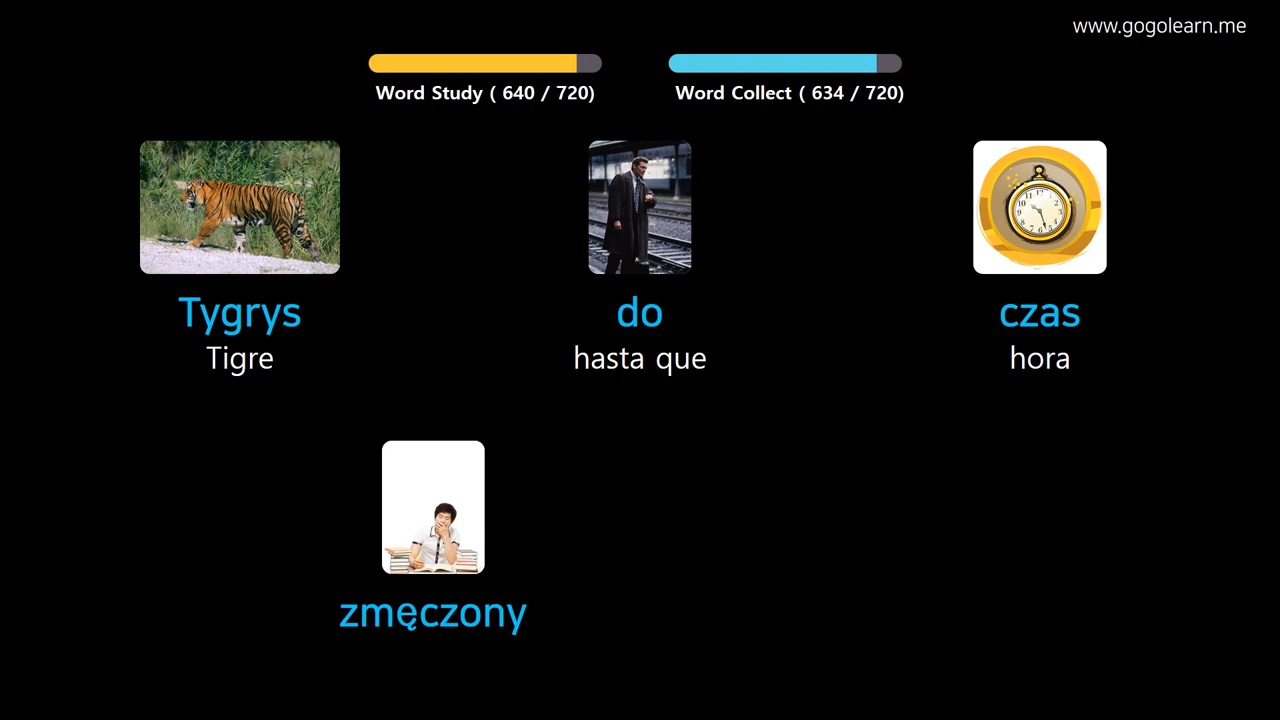 www.gogolearn.me
Word Study ( 640 / 720)
Word Collect ( 634 / 720)
Tygrys
do
czas
Tigre
hasta que
hora
zmęczony